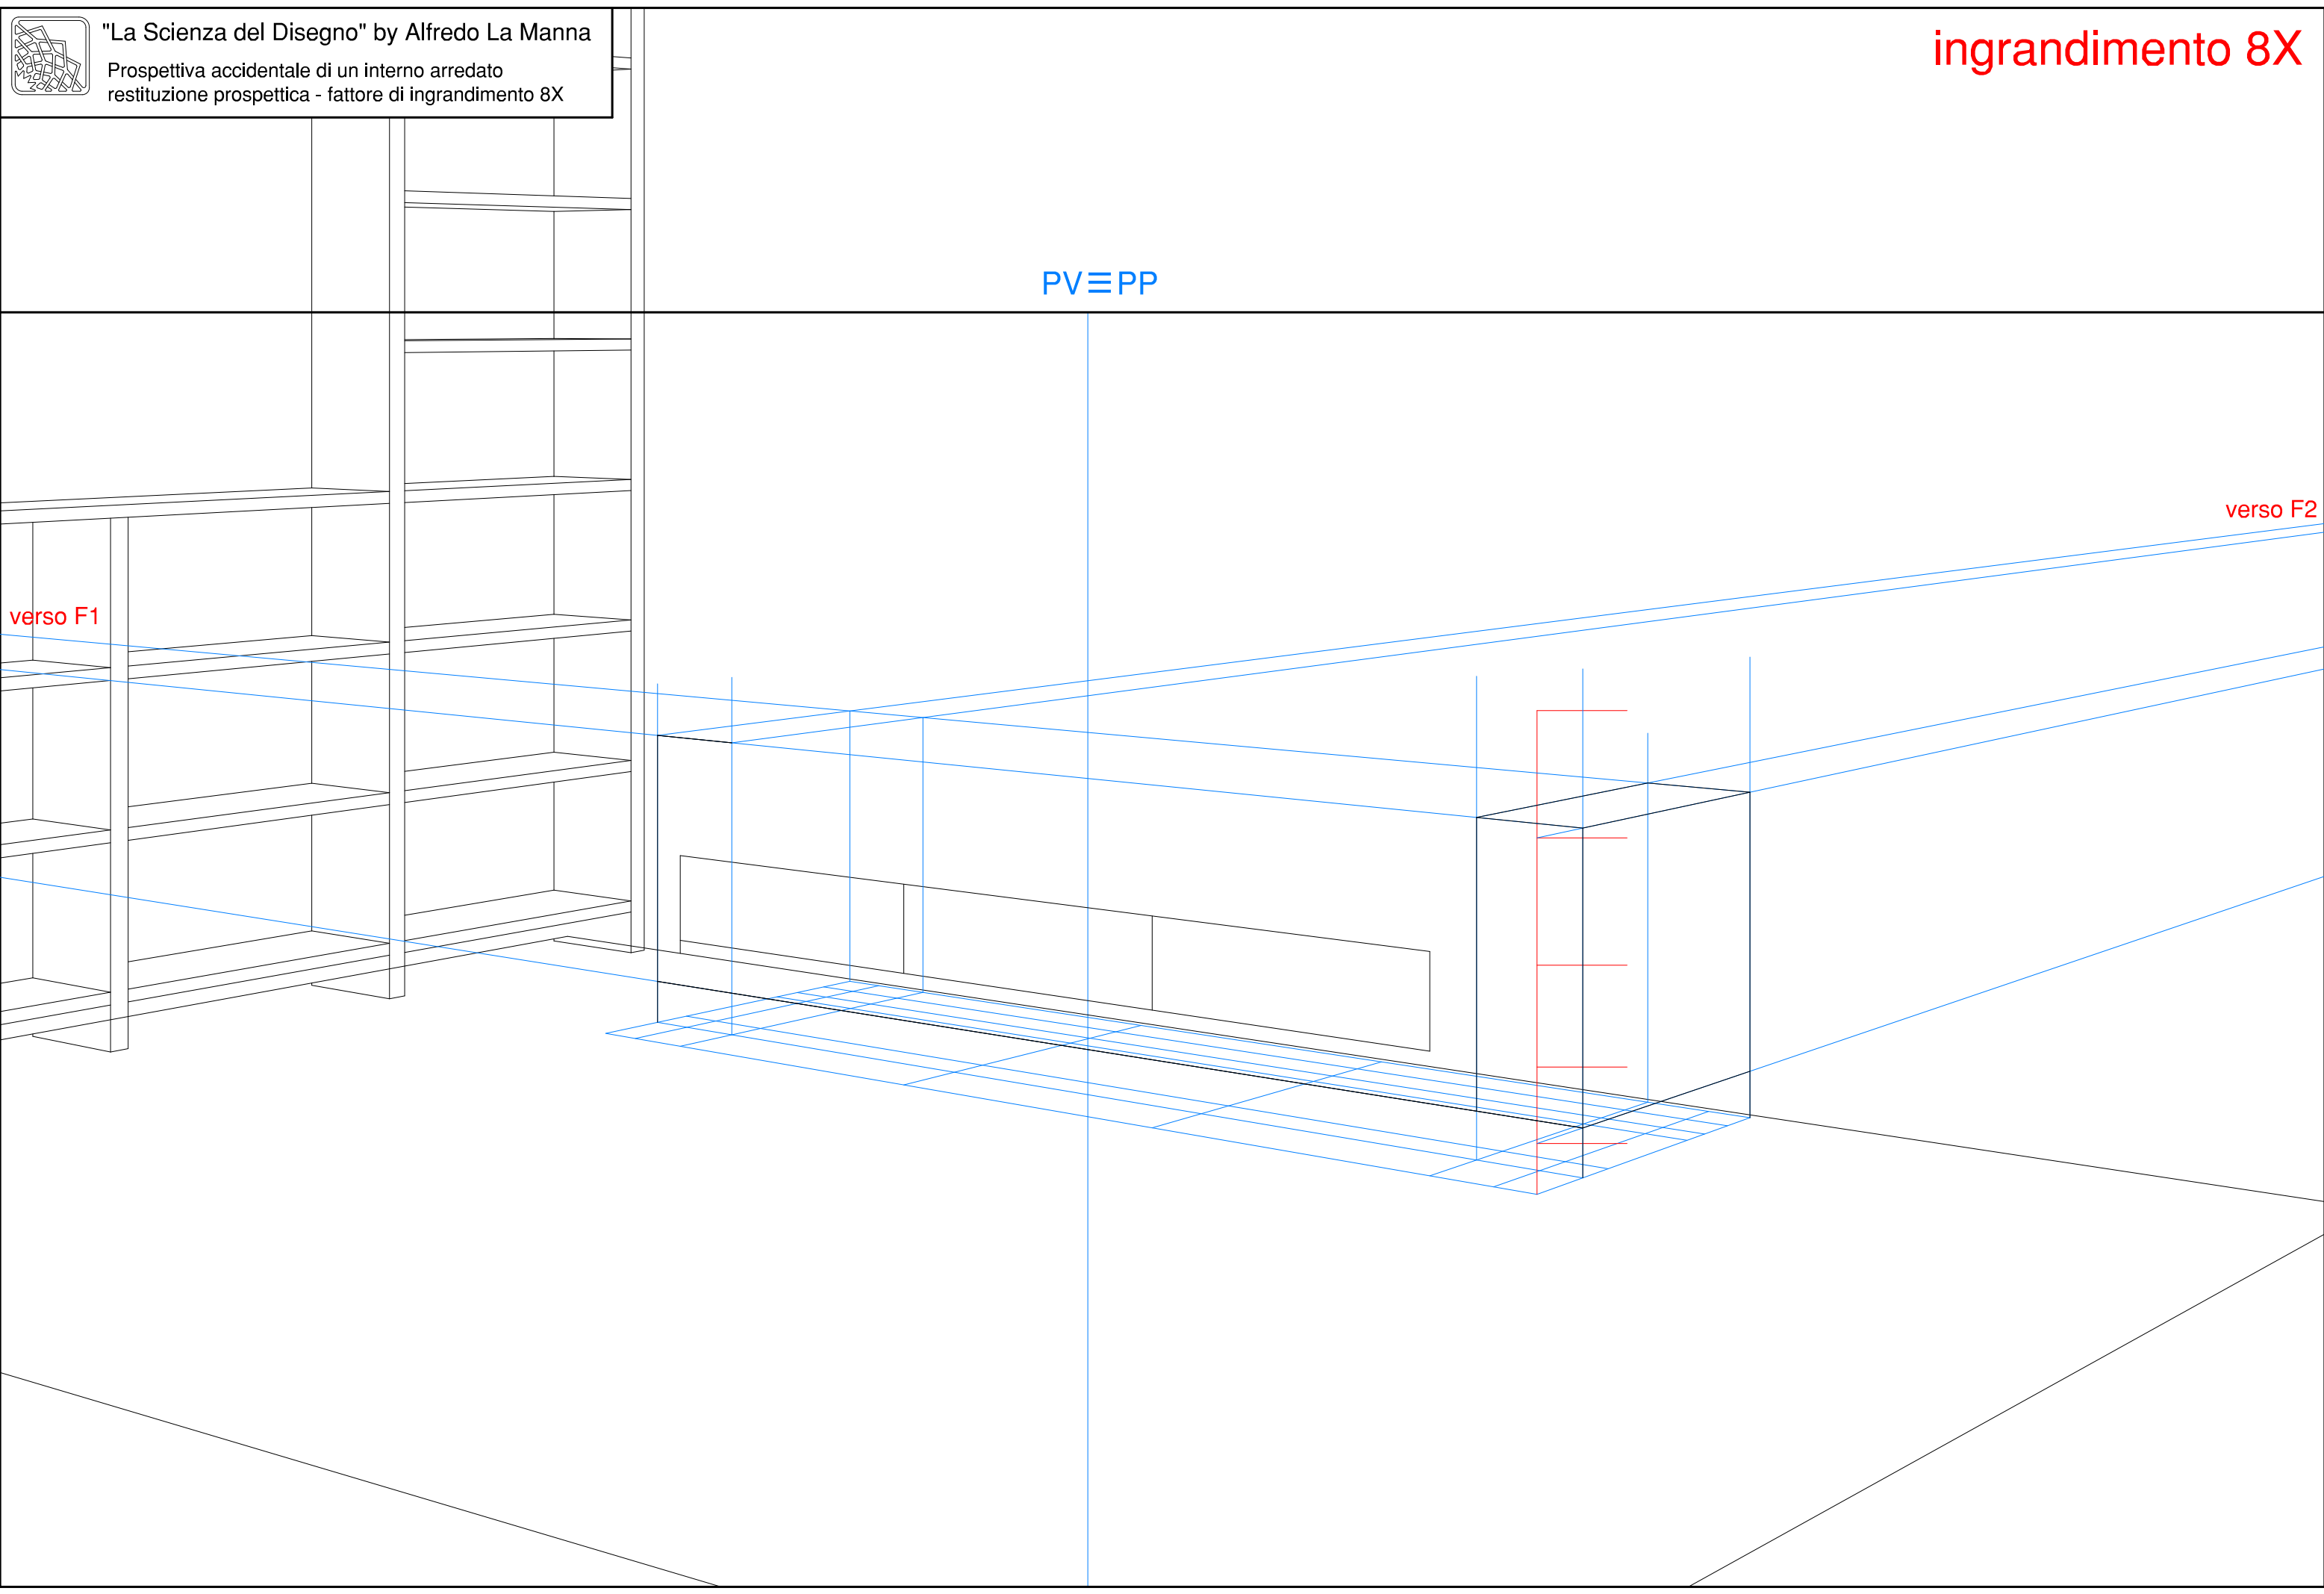 "La Scienza del Disegno" by Alfredo La Manna
Prospettiva accidentale di un interno arredato
restituzione prospettica - fattore di ingrandimento 8X
ingrandimento 8X
PV≡PP
verso F2
verso F1